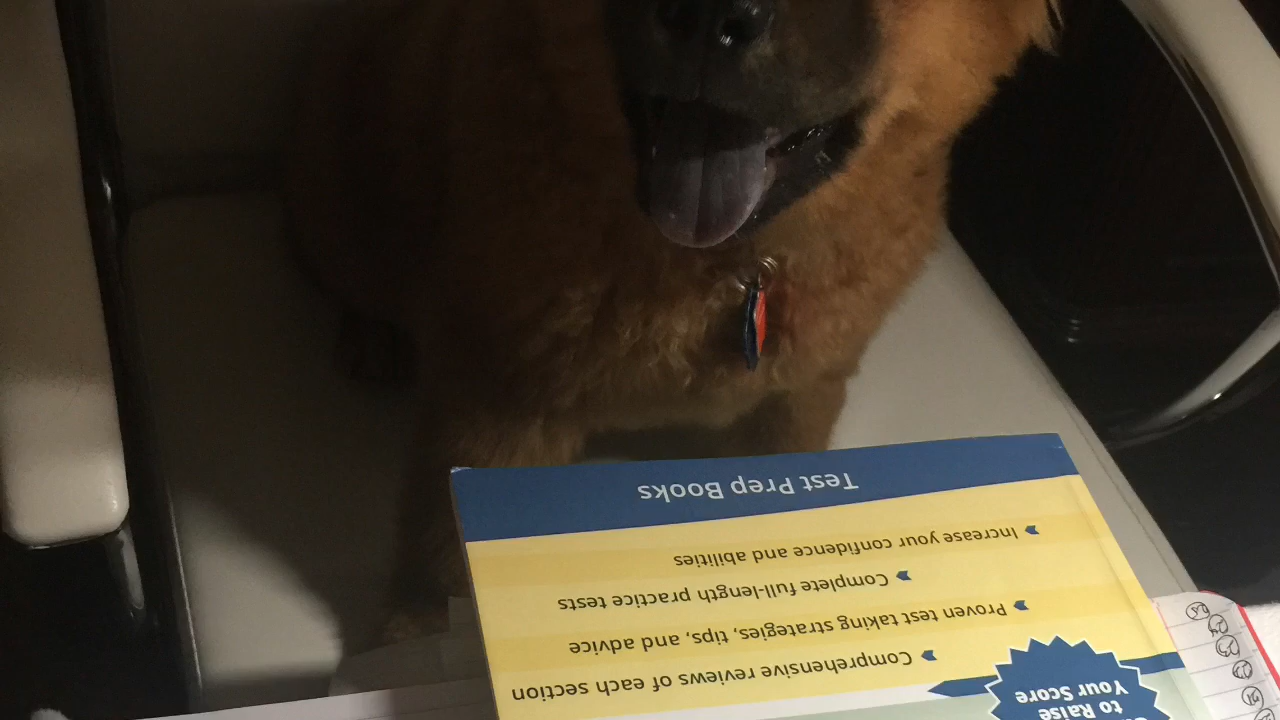 to Raise
Your Score
Comprehensive reviews of each section
Proven test taking strategies, tips, and advice
Complete full-length practice tests
Increase your confidence and abilities
Test Prep Books